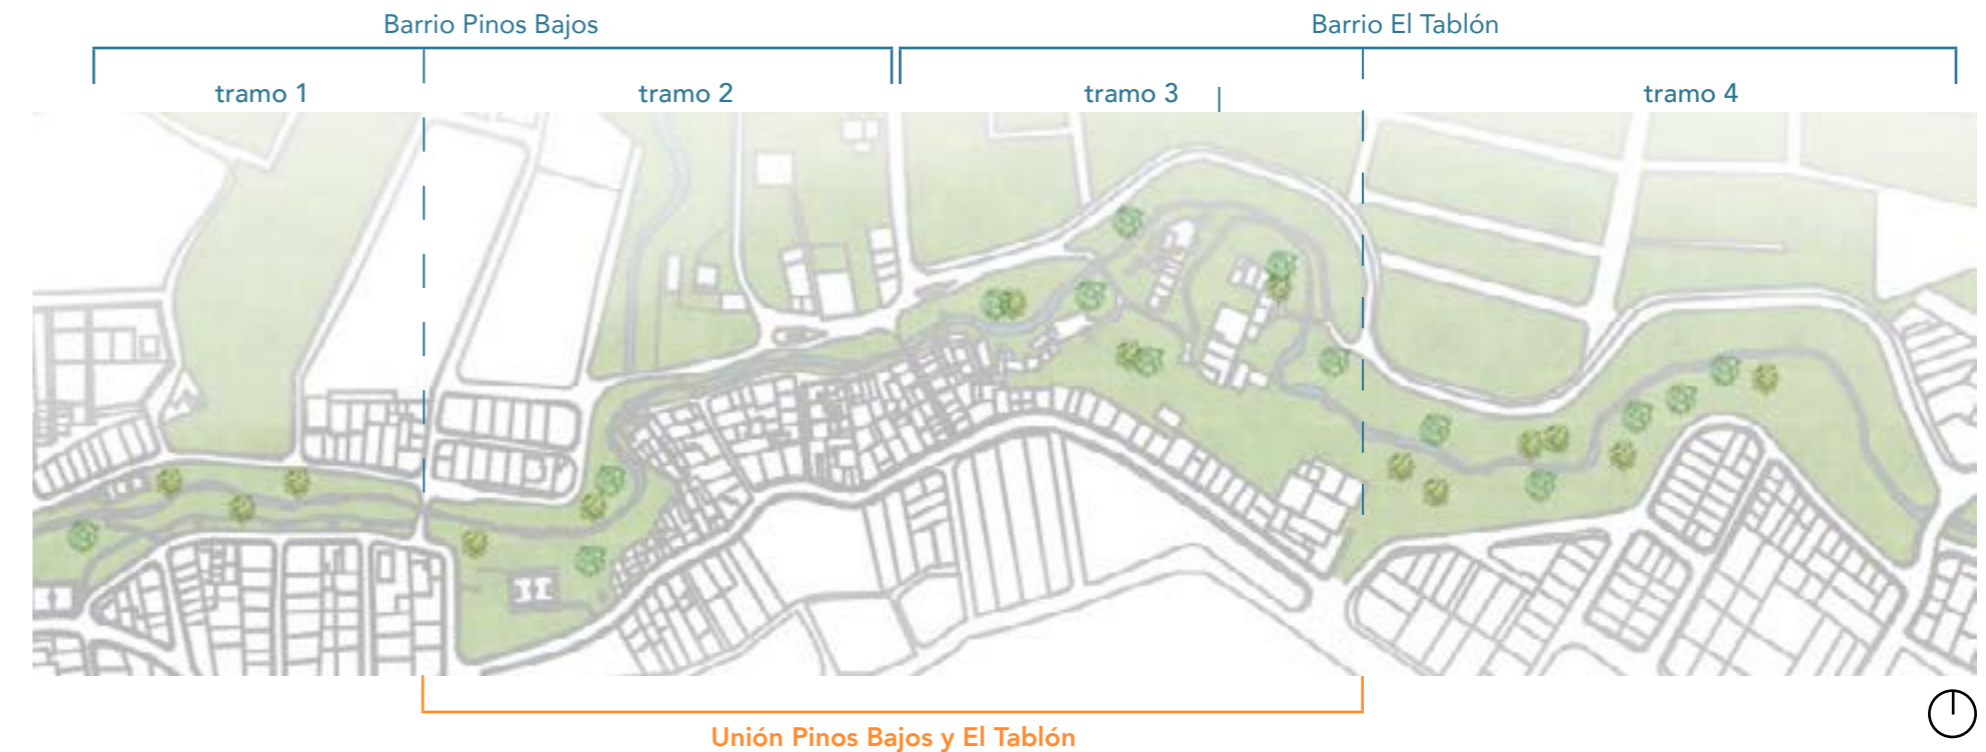 Barrio Pinos Bajos
Barrio El Tablón
tramo 1
tramo 2
tramo 3
tramo 4
Unión Pinos Bajos y El Tablón